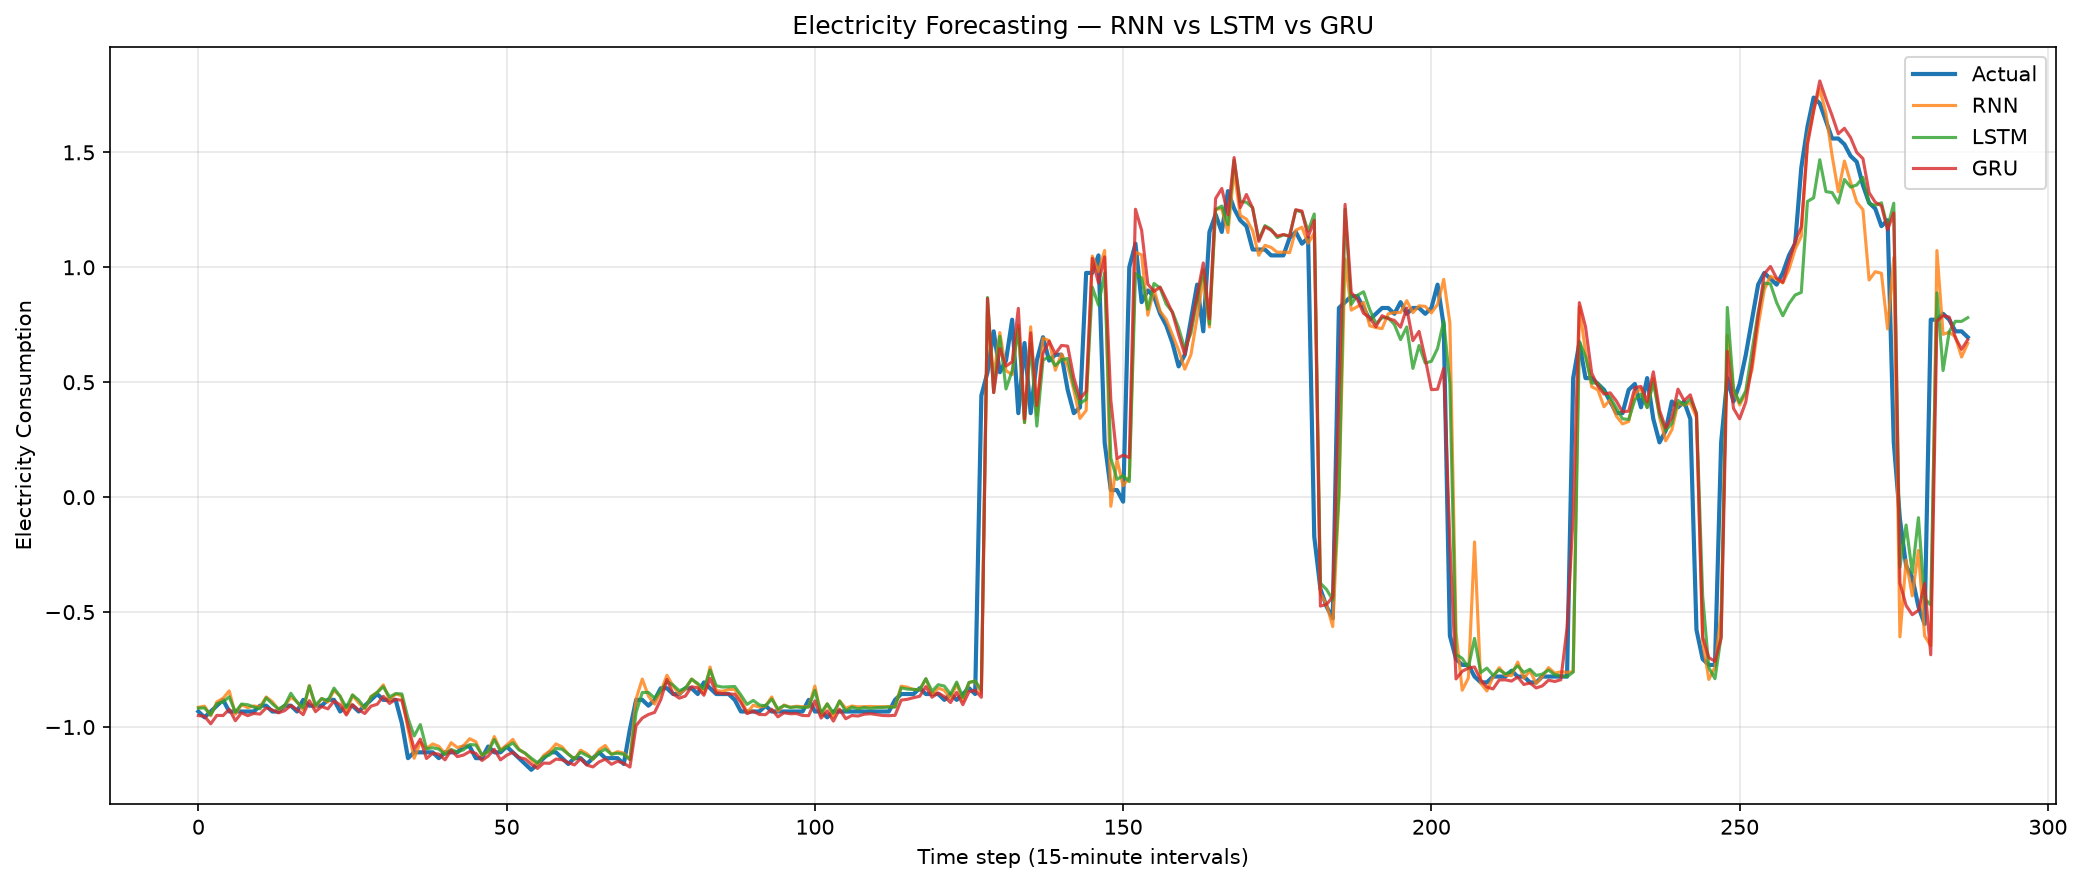 Electricity Forecasting — RNN vs LSTM vs GRU
Actual
RNN
LSTM
GRU
Electricity Consumption
1.5
1.0
0.5
0.0
−0.5
−1.0
0 50 100 150 200 250 300
Time step (15-minute intervals)